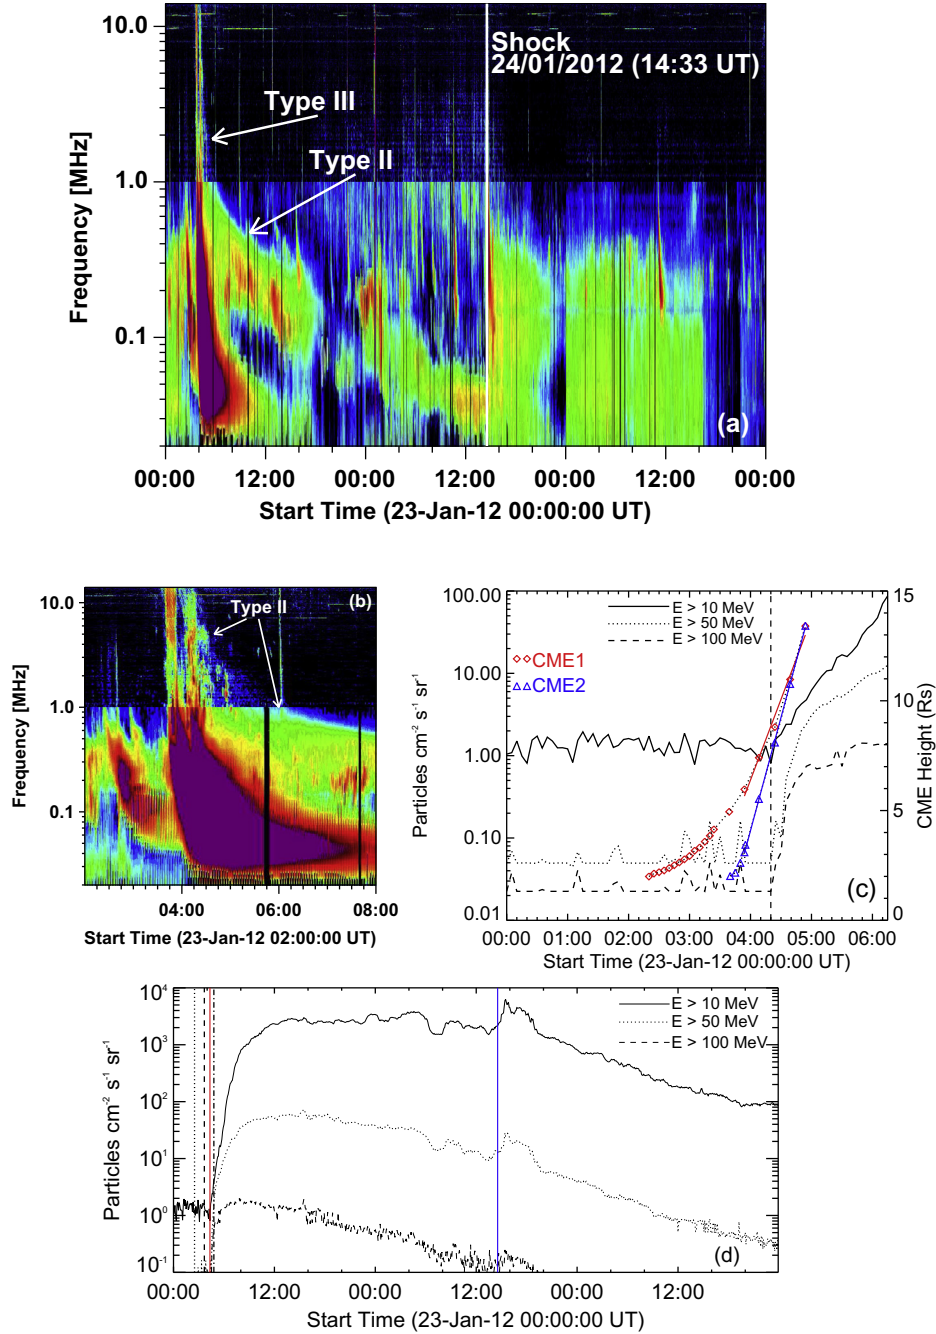 10.0
1.0
0.1
Frequency [MHz]
Shock
24/01/2012 (14:33 UT)
Type III
Type II
(a)
00:00 12:00 00:00 12:00 00:00 12:00 00:00
Start Time (23-Jan-12 00:00:00 UT)
10.0
1.0
0.1
Frequency [MHz]
Type II
(b)
04:00 06:00 08:00
Start Time (23-Jan-12 02:00:00 UT)
100.00
10.00
1.00
0.10
0.01
Particles cm⁻² s⁻¹ sr⁻¹
E > 10 MeV
E > 50 MeV
E > 100 MeV
CME1
CME2
(c)
15
10
5
0
CME Height (Rs)
00:00 01:00 02:00 03:00 04:00 05:00 06:00
Start Time (23-Jan-12 00:00:00 UT)
10⁴
10³
10²
10¹
10⁰
10⁻¹
Particles cm⁻² s⁻¹ sr⁻¹
E > 10 MeV
E > 50 MeV
E > 100 MeV
(d)
00:00 12:00 00:00 12:00 00:00 12:00
Start Time (23-Jan-12 00:00:00 UT)